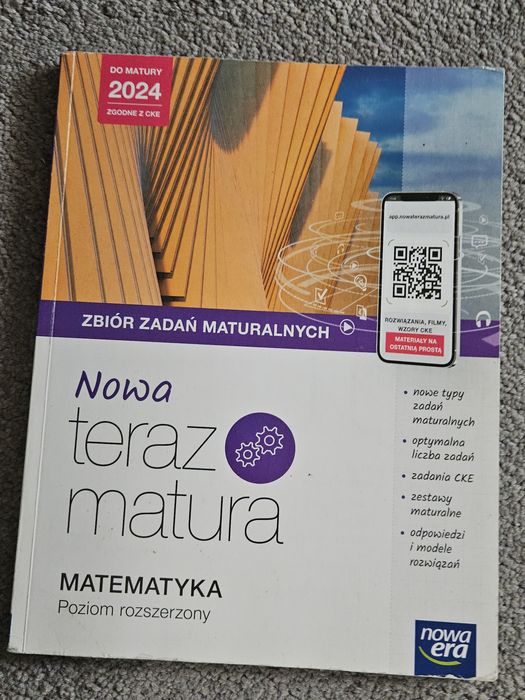 DO MATURY
2024
ZGODNE Z CKE
app.nowaterazmatura.pl
ROZWIĄZANIA, FILMY,
WZORY CKE
MATERIAŁY NA
OSTATNIĄ PROSTĄ
ZBIÓR ZADAŃ MATURALNYCH
Nowa
teraz
matura
• nowe typy
zadań
maturalnych
• optymalna
liczba zadań
• zadania CKE
• zestawy
maturalne
• odpowiedzi
i modele
rozwiązań
MATEMATYKA
Poziom rozszerzony
nowa
era